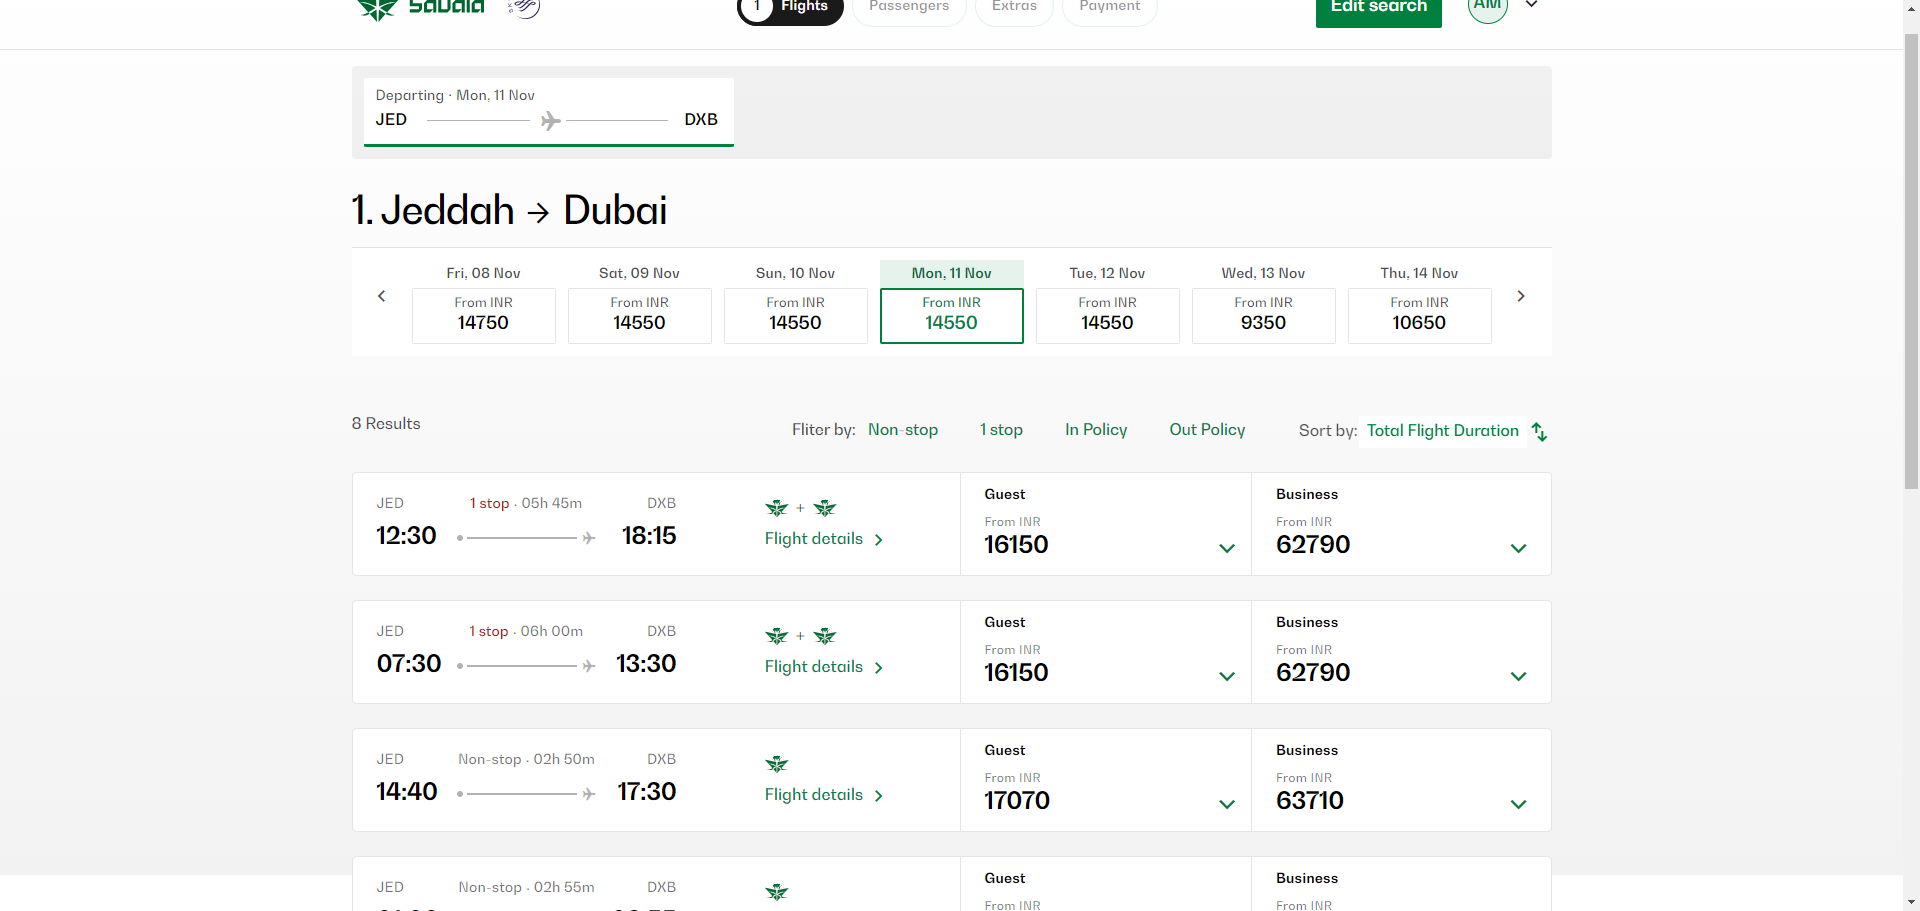 saudia
1 Flights
Passengers
Extras
Payment
Edit search
AM
Departing · Mon, 11 Nov
JED DXB
1. Jeddah → Dubai
Fri, 08 Nov
From INR
14750
Sat, 09 Nov
From INR
14550
Sun, 10 Nov
From INR
14550
Mon, 11 Nov
From INR
14550
Tue, 12 Nov
From INR
14550
Wed, 13 Nov
From INR
9350
Thu, 14 Nov
From INR
10650
8 Results
Fliter by: Non-stop 1 stop In Policy Out Policy
Sort by: Total Flight Duration
JED 1 stop · 05h 45m DXB
12:30 18:15
+
Flight details
Guest
From INR
16150
Business
From INR
62790
JED 1 stop · 06h 00m DXB
07:30 13:30
+
Flight details
Guest
From INR
16150
Business
From INR
62790
JED Non-stop · 02h 50m DXB
14:40 17:30
Flight details
Guest
From INR
17070
Business
From INR
63710
JED Non-stop · 02h 55m DXB
Guest
From INR
Business
From INR